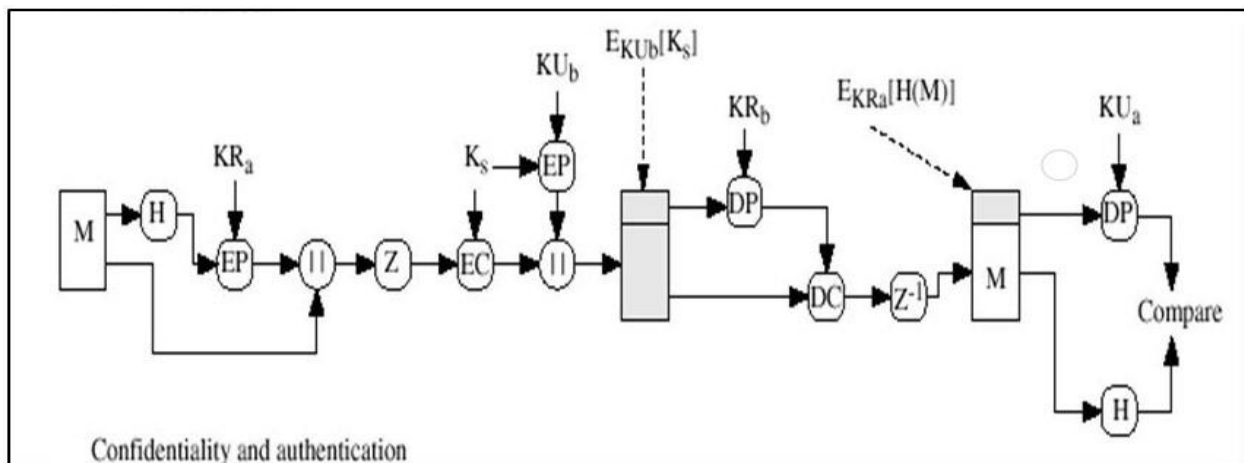 E_KUb[K_s]
KU_b
E_KRa[H(M)]
KR_b
KU_a
KR_a
K_s
EP
M
H
DP
DP
EP
||
Z
EC
||
DC
Z⁻¹
M
Compare
H
Confidentiality and authentication